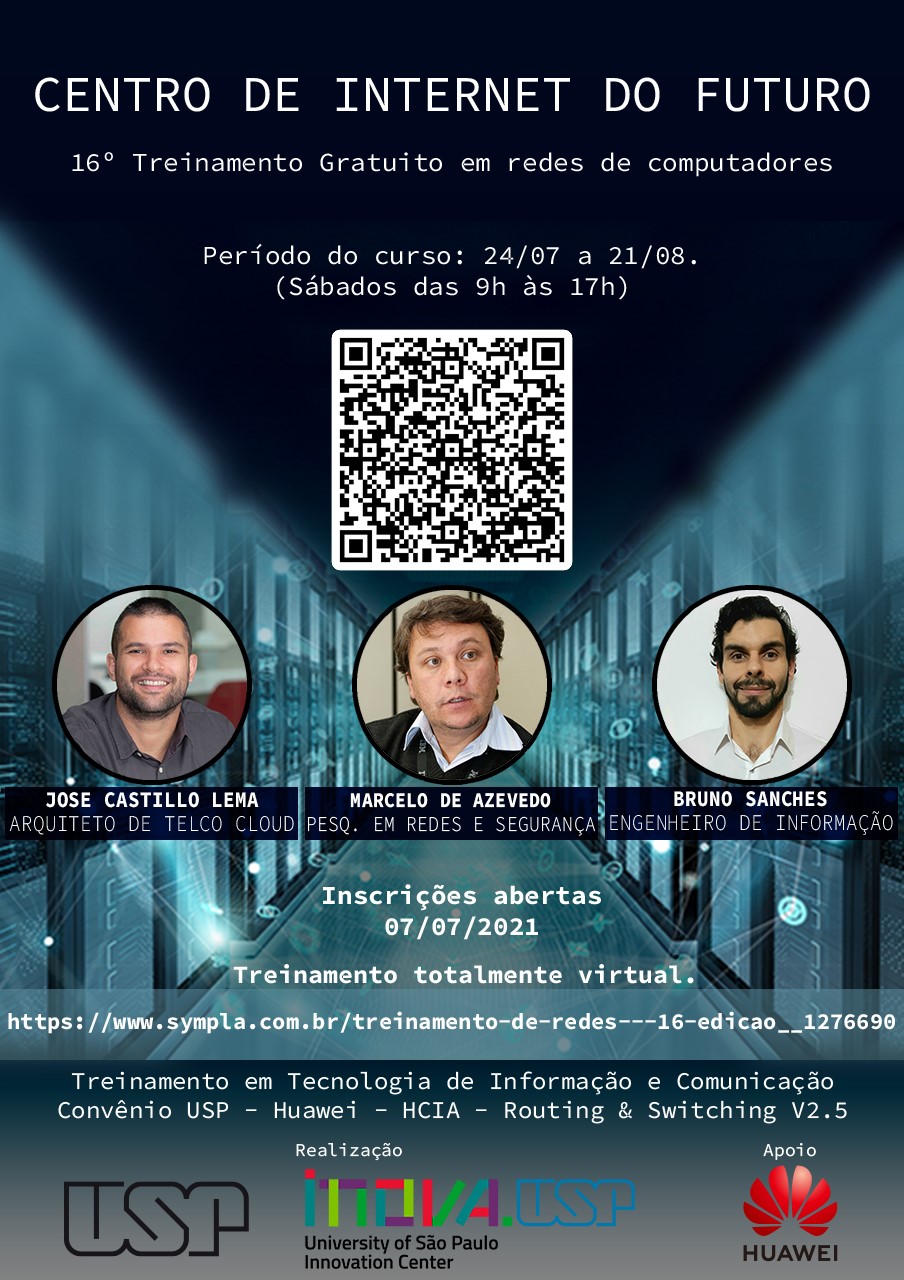 CENTRO DE INTERNET DO FUTURO
16º Treinamento Gratuito em redes de computadores
Período do curso: 24/07 a 21/08.
(Sábados das 9h às 17h)
JOSE CASTILLO LEMA
ARQUITETO DE TELCO CLOUD
MARCELO DE AZEVEDO
PESQ. EM REDES E SEGURANÇA
BRUNO SANCHES
ENGENHEIRO DE INFORMAÇÃO
Inscrições abertas
07/07/2021
Treinamento totalmente virtual.
https://www.sympla.com.br/treinamento-de-redes---16-edicao__1276690
Treinamento em Tecnologia de Informação e Comunicação
Convênio USP - Huawei - HCIA - Routing & Switching V2.5
Realização
Apoio
USP
inova.USP
University of São Paulo
Innovation Center
HUAWEI